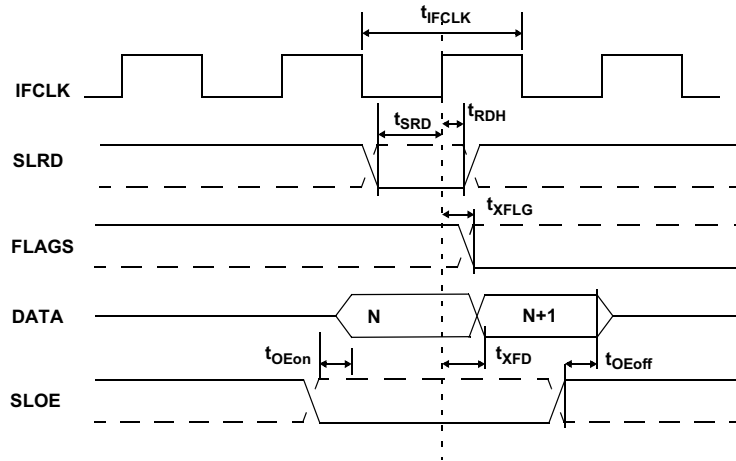 tIFCLK
IFCLK
tSRD
tRDH
SLRD
tXFLG
FLAGS
DATA
N
N+1
tOEon
tXFD
tOEoff
SLOE